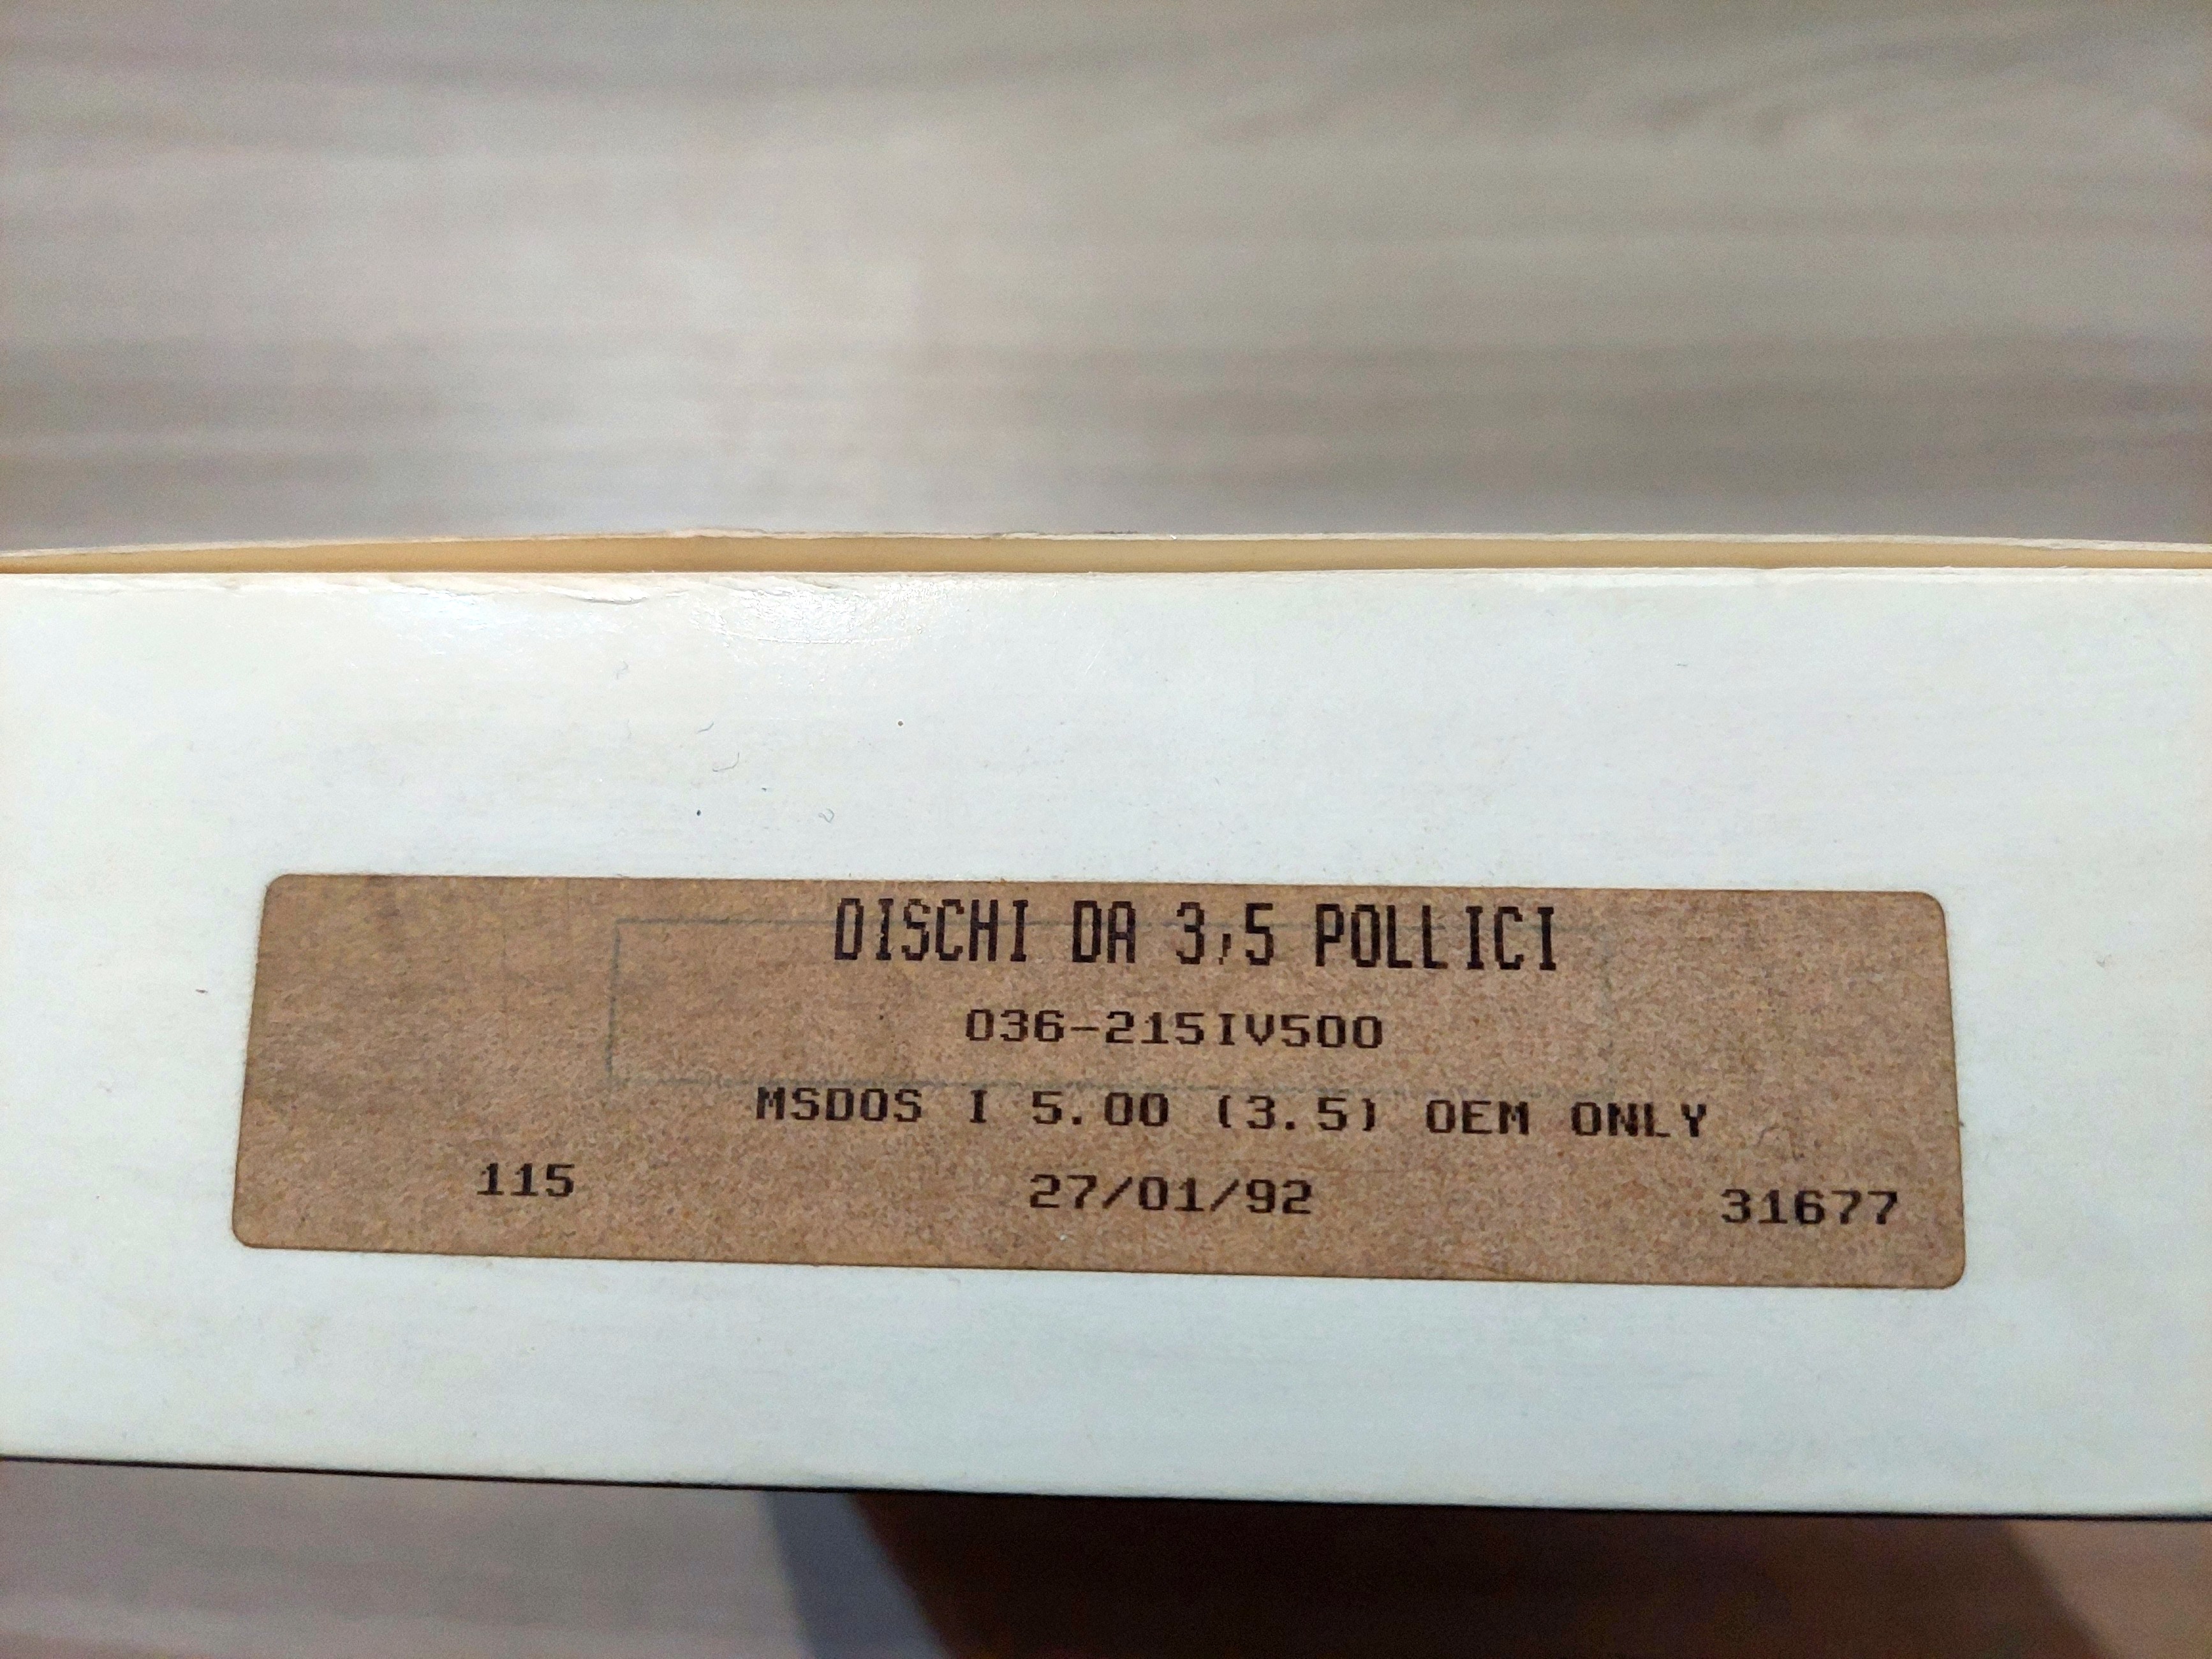 DISCHI DA 3,5 POLLICI
036-215IV500
MSDOS I 5.00 (3.5) OEM ONLY
115 27/01/92 31677